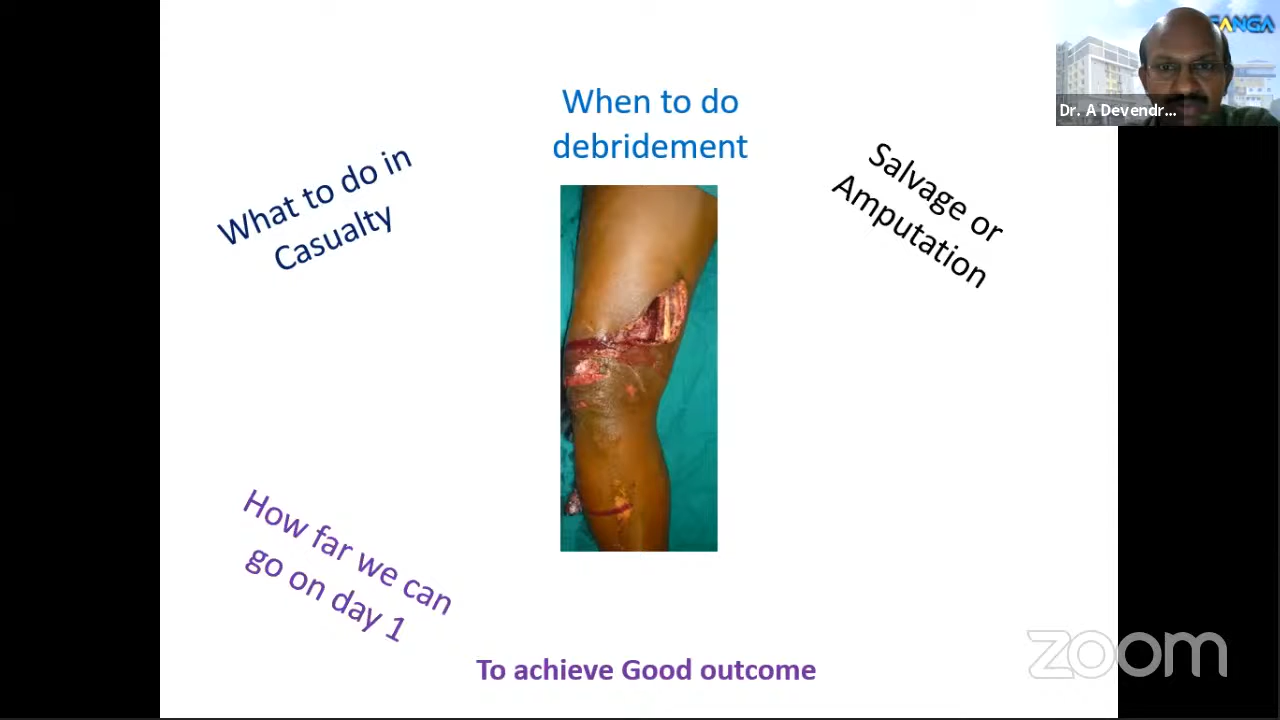 When to do
debridement
What to do in
Casualty
Salvage or
Amputation
How far we can
go on day 1
To achieve Good outcome
GANGA
Dr. A Devendr...
zoom